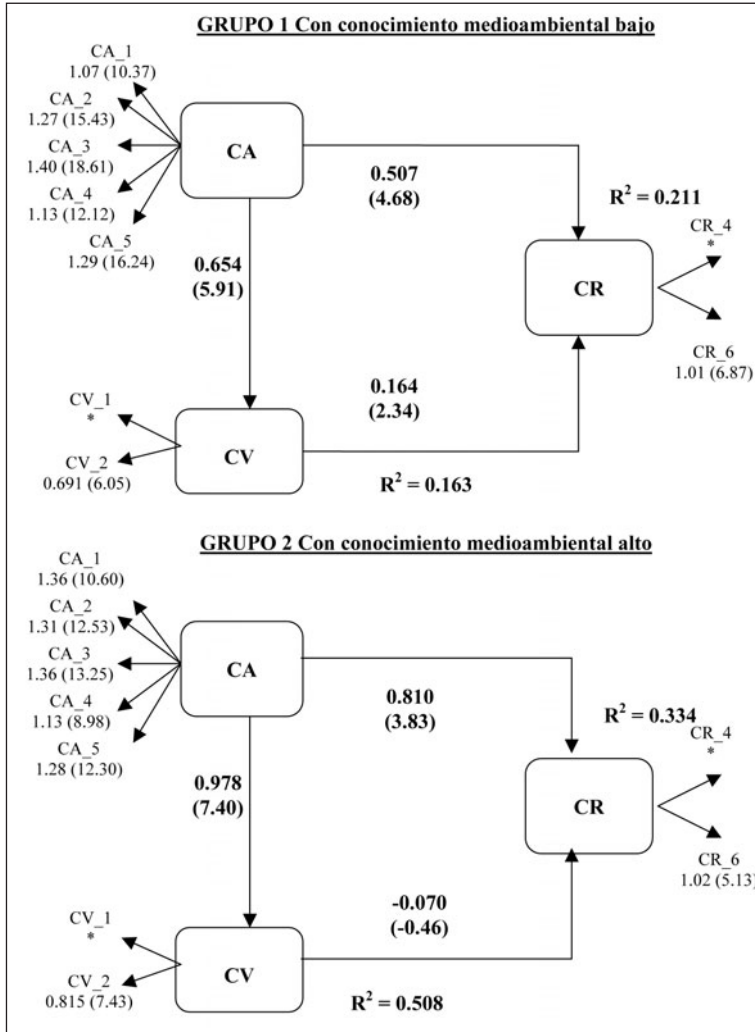 GRUPO 1 Con conocimiento medioambiental bajo
CA_1
1.07 (10.37)
CA_2
1.27 (15.43)
CA_3
1.40 (18.61)
CA_4
1.13 (12.12)
CA_5
1.29 (16.24)
CA
0.507
(4.68)
R² = 0.211
CR_4
*
CR
CR_6
1.01 (6.87)
0.654
(5.91)
0.164
(2.34)
CV_1
*
CV_2
0.691 (6.05)
CV
R² = 0.163
GRUPO 2 Con conocimiento medioambiental alto
CA_1
1.36 (10.60)
CA_2
1.31 (12.53)
CA_3
1.36 (13.25)
CA_4
1.13 (8.98)
CA_5
1.28 (12.30)
CA
0.810
(3.83)
R² = 0.334
CR_4
*
CR
CR_6
1.02 (5.13)
0.978
(7.40)
-0.070
(-0.46)
CV_1
*
CV_2
0.815 (7.43)
CV
R² = 0.508